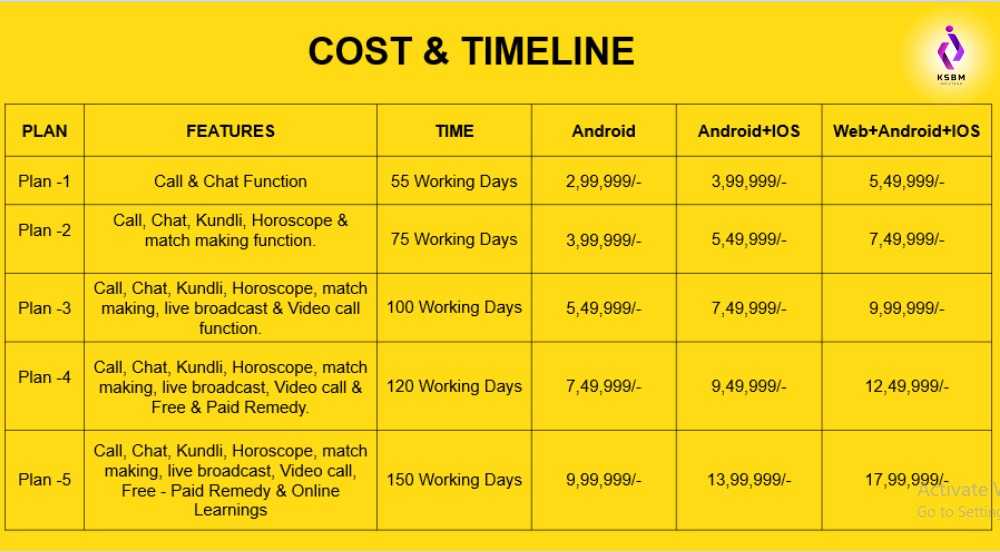 COST & TIMELINE
KSBM
PLAN FEATURES TIME Android Android+IOS Web+Android+IOS
Plan -1 Call & Chat Function 55 Working Days 2,99,999/- 3,99,999/- 5,49,999/-
Plan -2 Call, Chat, Kundli, Horoscope &
match making function. 75 Working Days 3,99,999/- 5,49,999/- 7,49,999/-
Call, Chat, Kundli, Horoscope, match
Plan -3 making, live broadcast & Video call 100 Working Days 5,49,999/- 7,49,999/- 9,99,999/-
function.
Call, Chat, Kundli, Horoscope, match
Plan -4 making, live broadcast, Video call & 120 Working Days 7,49,999/- 9,49,999/- 12,49,999/-
Free & Paid Remedy.
Call, Chat, Kundli, Horoscope, match
making, live broadcast, Video call,
Plan -5 Free - Paid Remedy & Online 150 Working Days 9,99,999/- 13,99,999/- 17,99,999/-
Learnings
Activate W
Go to Setting